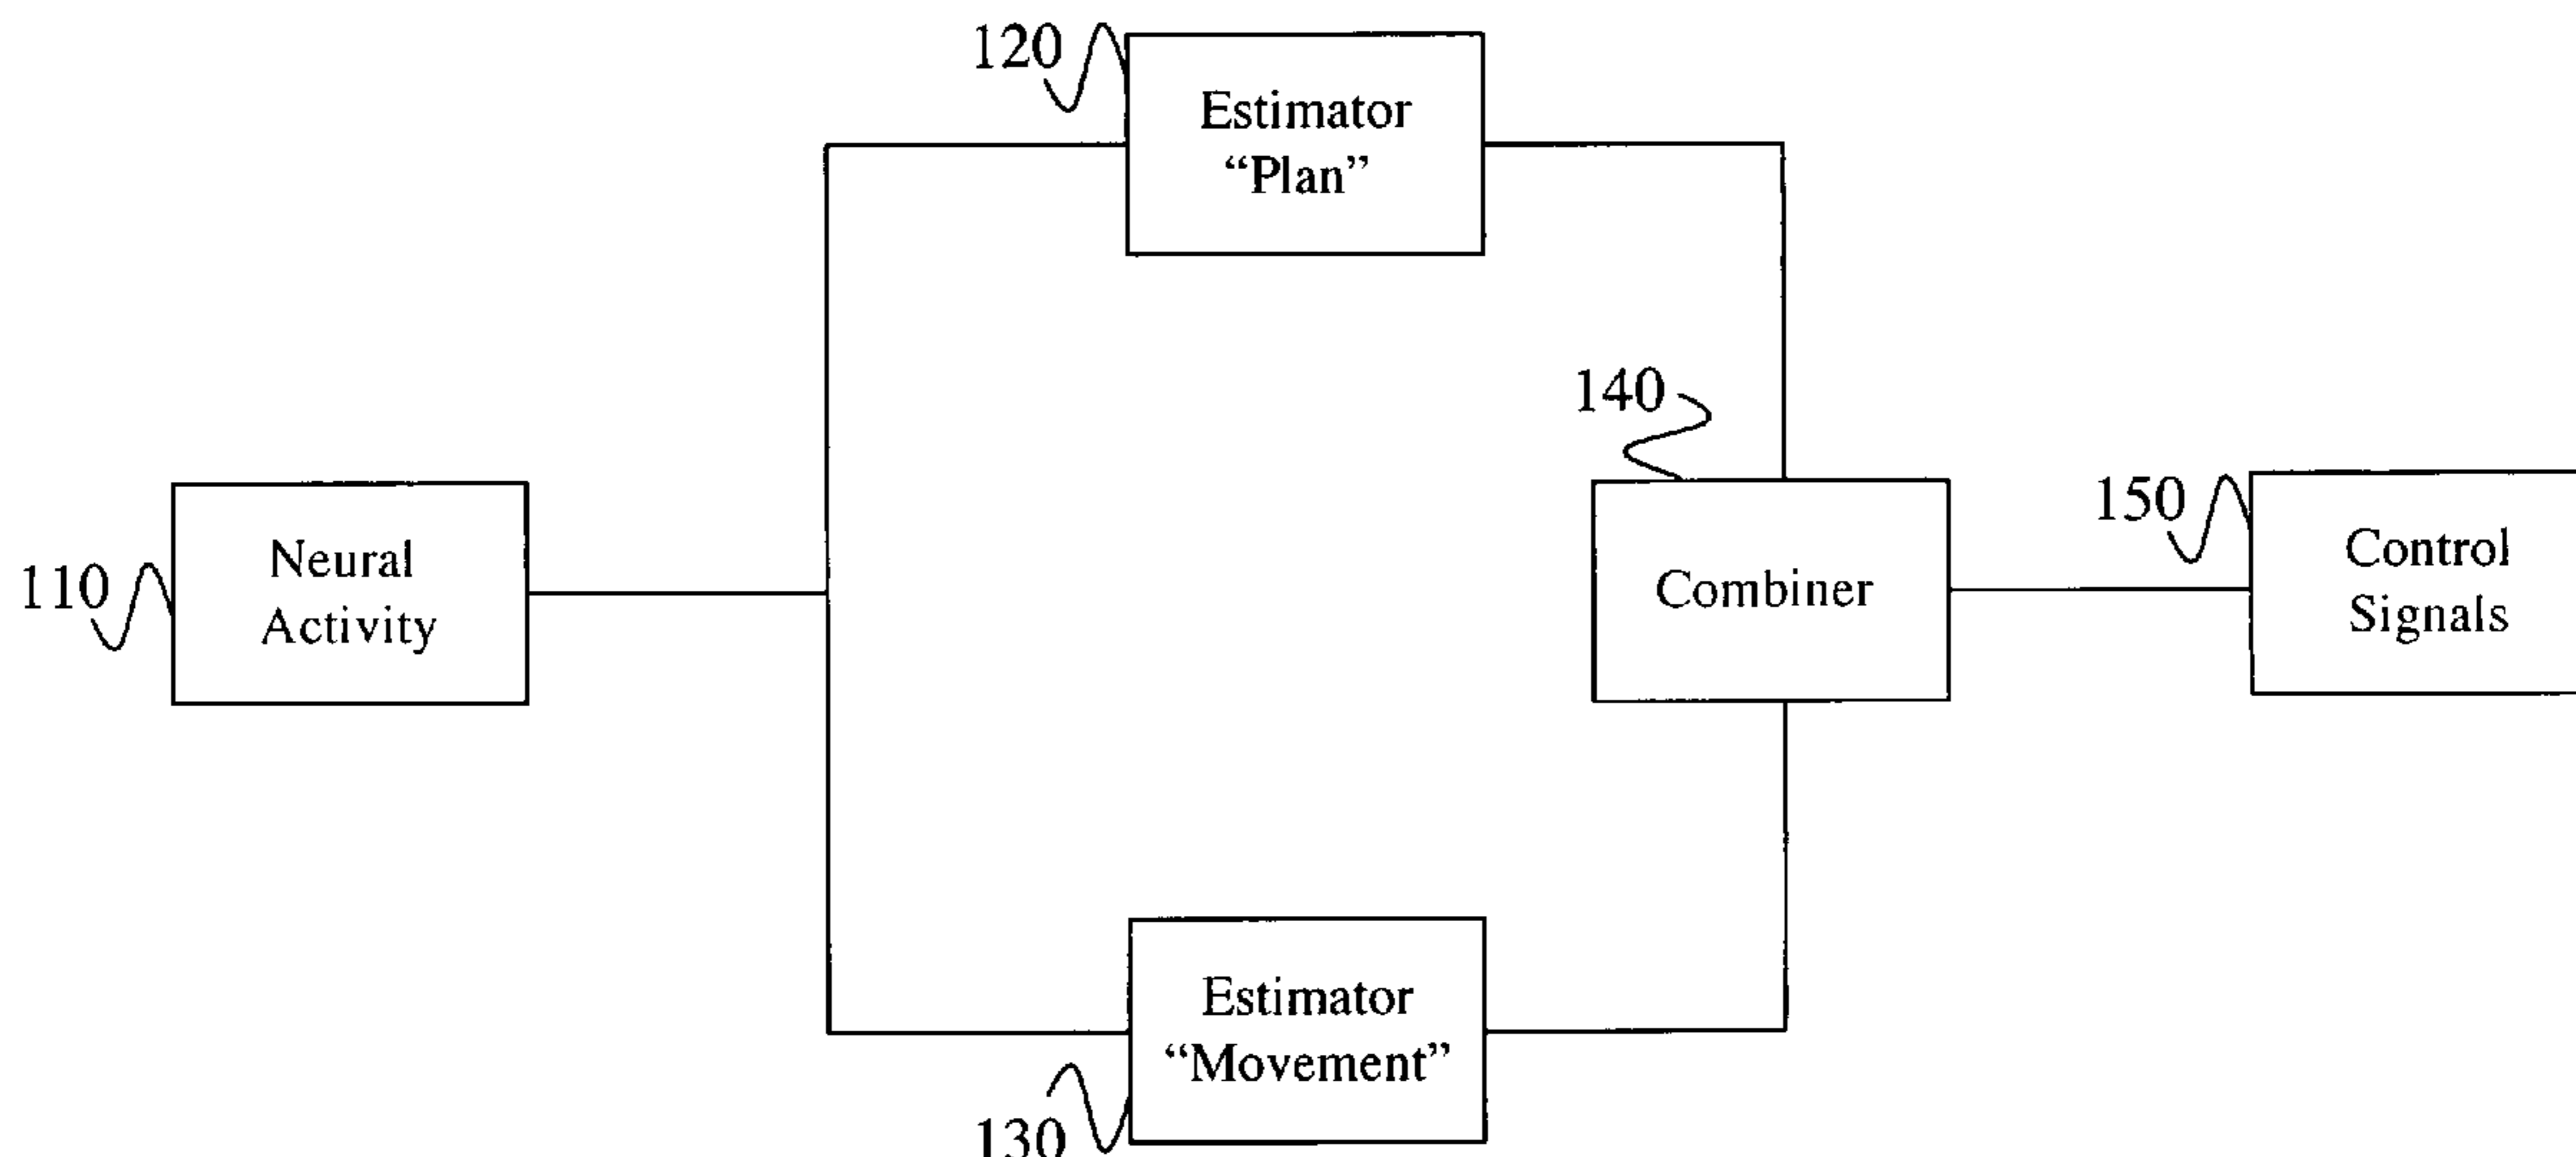 120
Estimator
“Plan”
140
150
Control
Signals
Neural
Activity
110
Combiner
Estimator
“Movement”
130